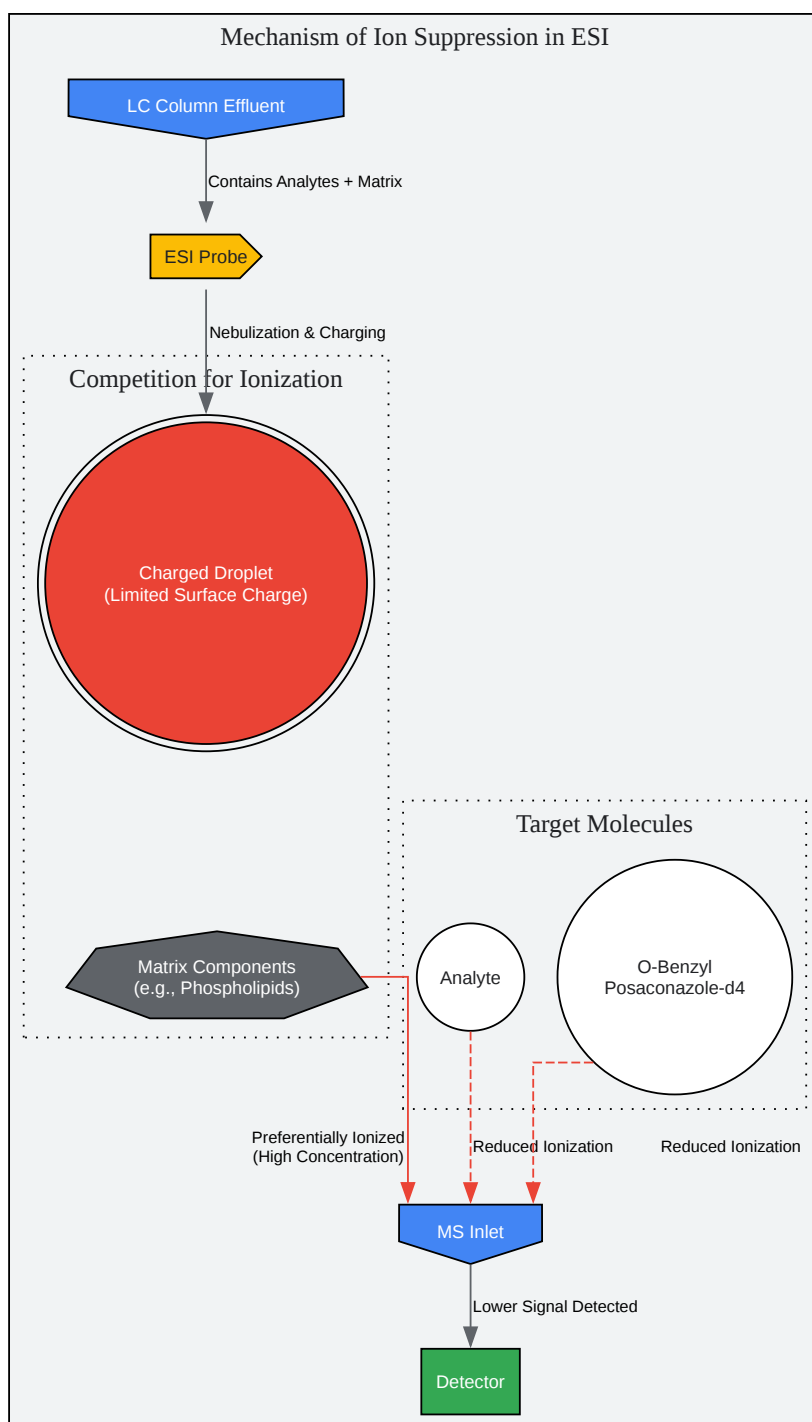 Mechanism of Ion Suppression in ESI
LC Column Effluent
Contains Analytes + Matrix
ESI Probe
Nebulization & Charging
Competition for Ionization
Charged Droplet
(Limited Surface Charge)
Target Molecules
Matrix Components
(e.g., Phospholipids)
Analyte
O-Benzyl
Posaconazole-d4
Preferentially Ionized
(High Concentration)
Reduced Ionization
Reduced Ionization
MS Inlet
Lower Signal Detected
Detector